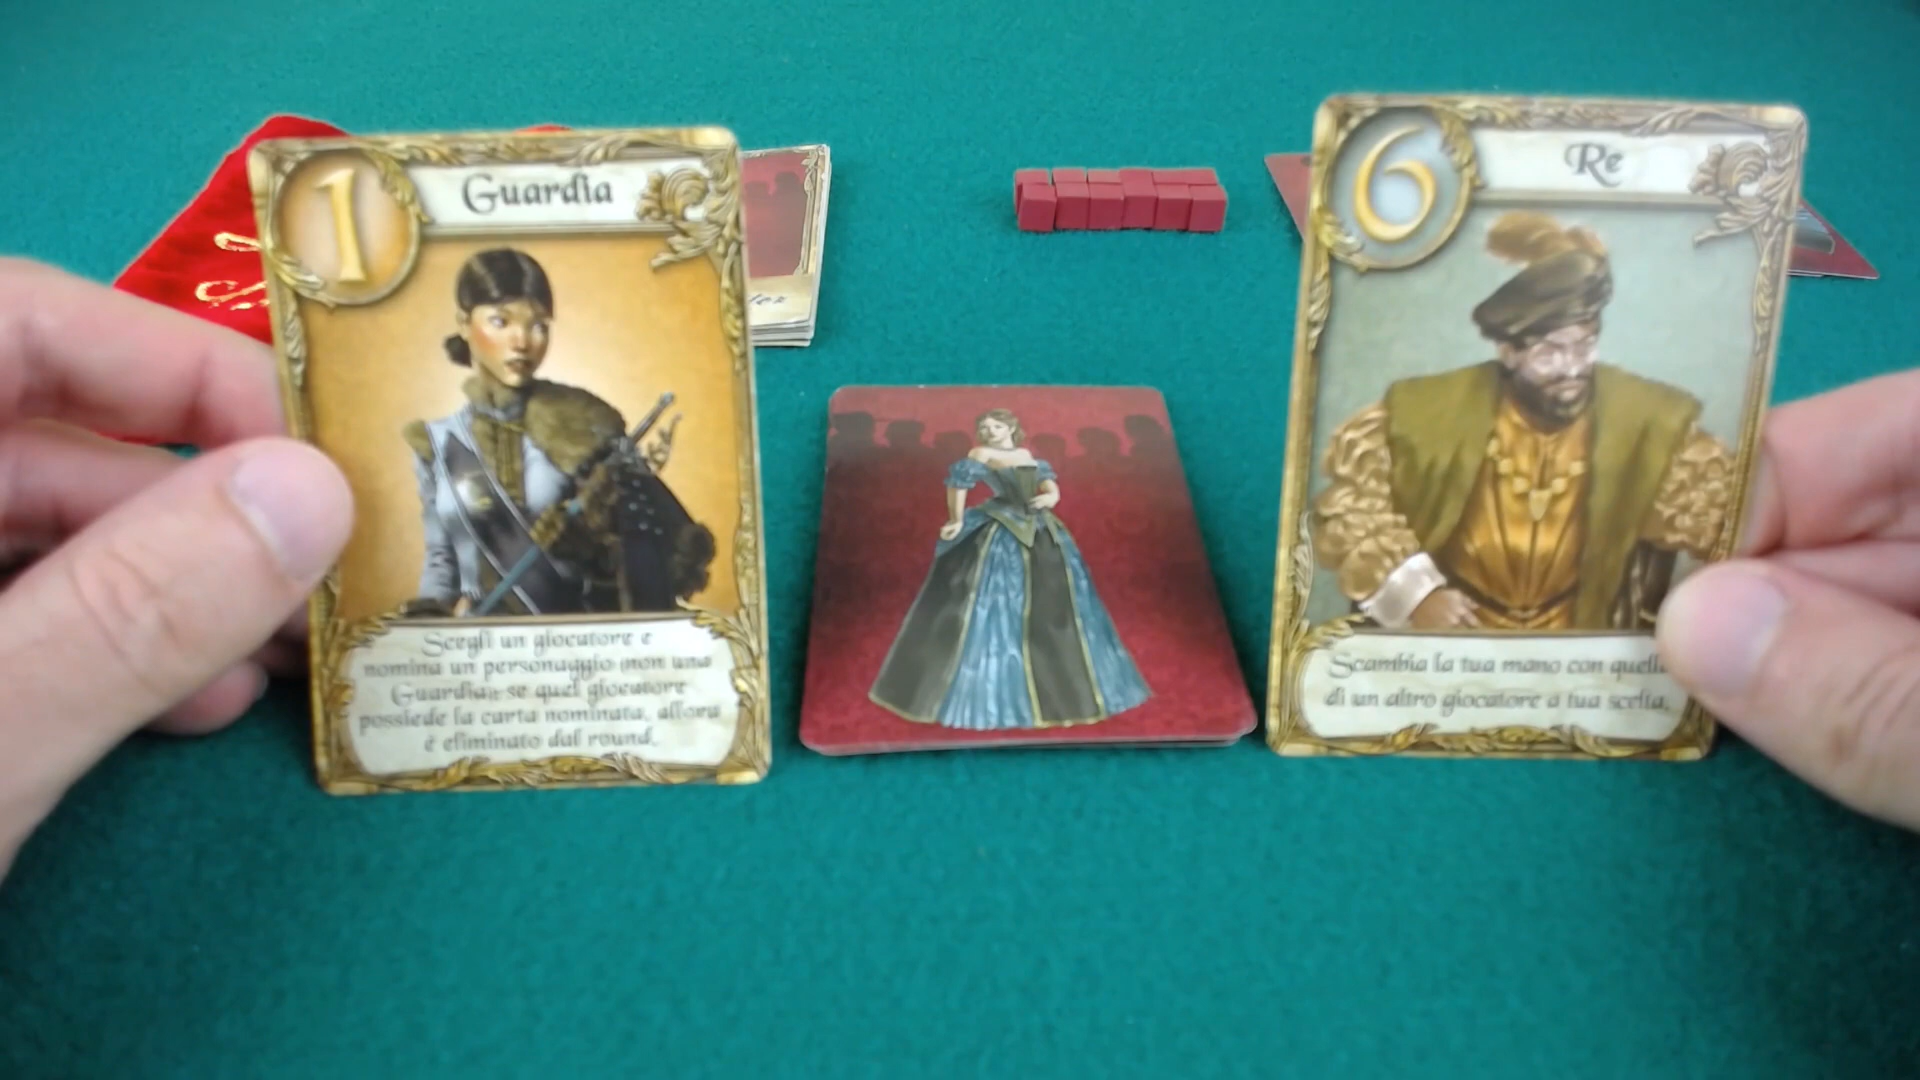 1
Guardia
Scegli un giocatore e
nomina un personaggio (non una
Guardia): se quel giocatore
possiede la carta nominata, allora
è eliminato dal round.
6
Re
Scambia la tua mano con quella
di un altro giocatore a tua scelta.